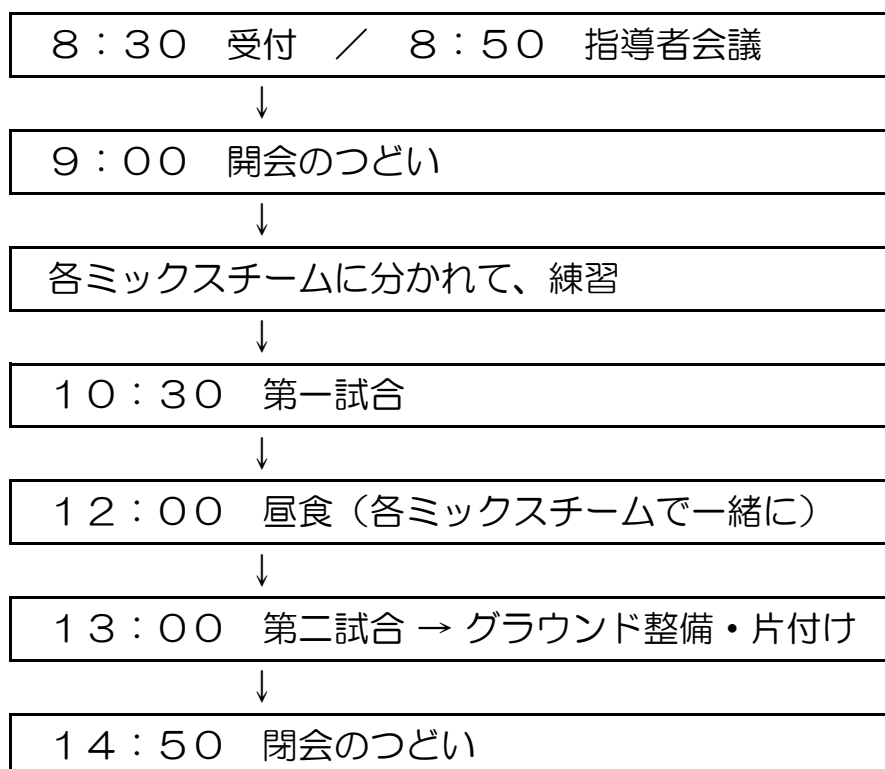 ８：３０　受付　／　８：５０　指導者会議
↓
９：００　開会のつどい
↓
各ミックスチームに分かれて、練習
↓
１０：３０　第一試合
↓
１２：００　昼食（各ミックスチームで一緒に）
↓
１３：００　第二試合 → グラウンド整備・片付け
↓
１４：５０　閉会のつどい